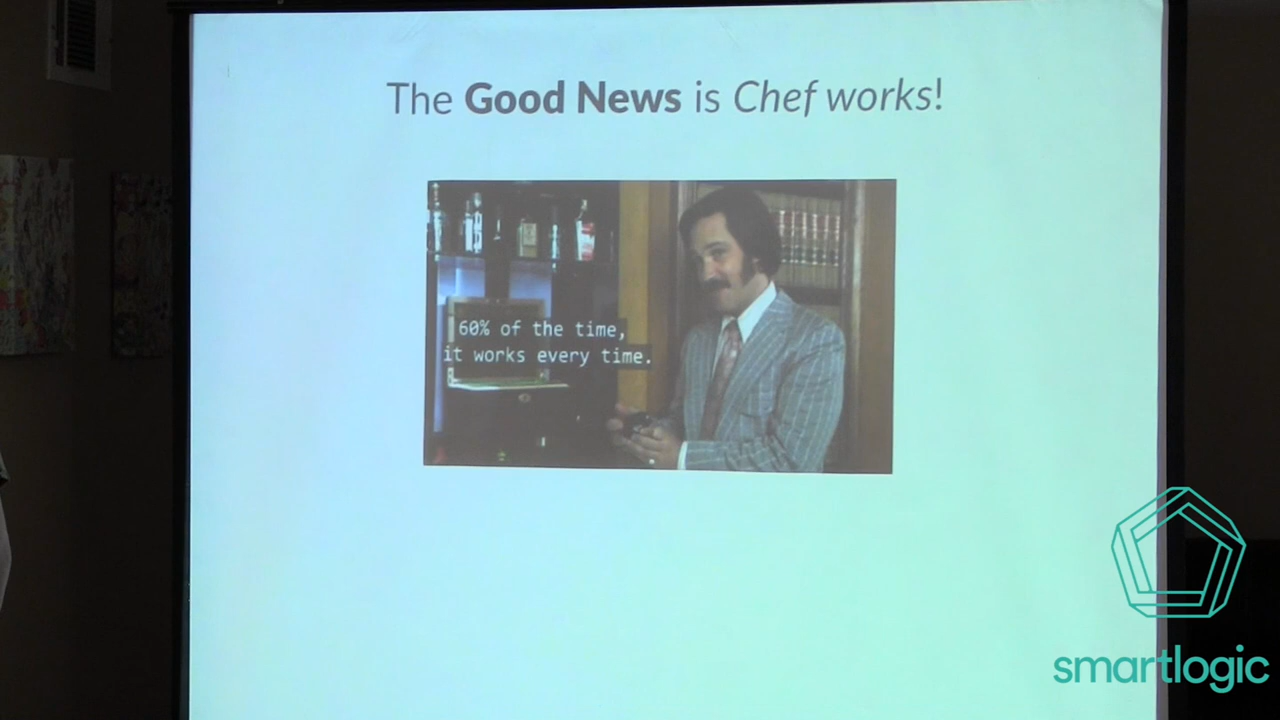 The Good News is Chef works!
60% of the time,
it works every time.
smartlogic